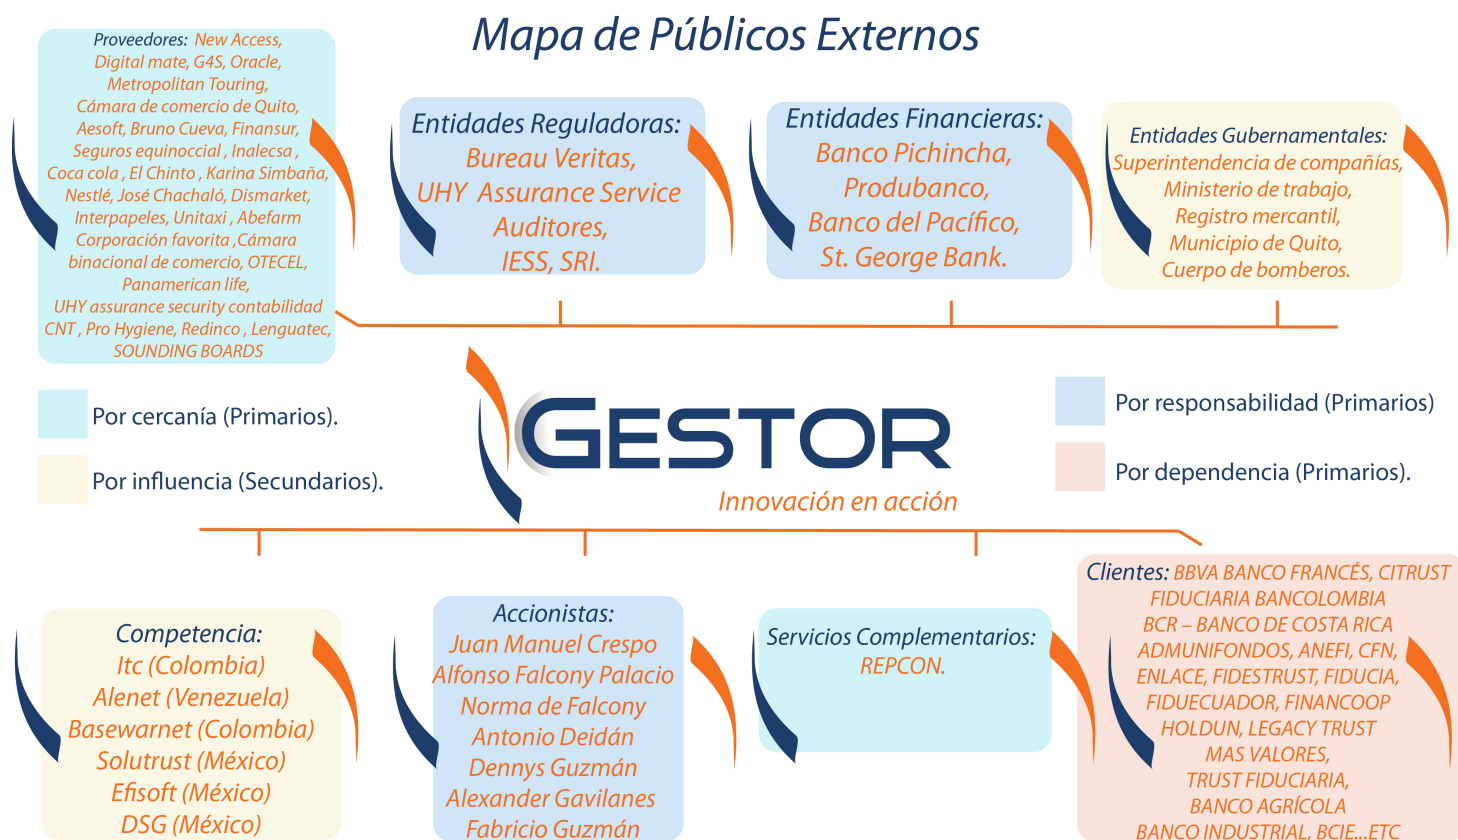 Mapa de Públicos Externos
Proveedores: New Access,
Digital mate, G4S, Oracle,
Metropolitan Touring,
Cámara de comercio de Quito,
Aesoft, Bruno Cueva, Finansur,
Seguros equinoccial , Inalecsa ,
Coca cola , El Chinto , Karina Simbaña,
Nestlé, José Chachaló, Dismarket,
Interpapeles, Unitaxi , Abefarm
Corporación favorita ,Cámara
binacional de comercio, OTECEL,
Panamerican life,
UHY assurance security contabilidad
CNT , Pro Hygiene, Redinco , Lenguatec,
SOUNDING BOARDS
Entidades Reguladoras:
Bureau Veritas,
UHY Assurance Service
Auditores,
IESS, SRI.
Entidades Financieras:
Banco Pichincha,
Produbanco,
Banco del Pacífico,
St. George Bank.
Entidades Gubernamentales:
Superintendencia de compañías,
Ministerio de trabajo,
Registro mercantil,
Municipio de Quito,
Cuerpo de bomberos.
Por cercanía (Primarios).
Por influencia (Secundarios).
GESTOR
Innovación en acción
Por responsabilidad (Primarios)
Por dependencia (Primarios).
Competencia:
Itc (Colombia)
Alenet (Venezuela)
Basewarnet (Colombia)
Solutrust (México)
Efisoft (México)
DSG (México)
Accionistas:
Juan Manuel Crespo
Alfonso Falcony Palacio
Norma de Falcony
Antonio Deidán
Dennys Guzmán
Alexander Gavilanes
Fabricio Guzmán
Servicios Complementarios:
REPCON.
Clientes: BBVA BANCO FRANCÉS, CITRUST
FIDUCIARIA BANCOLOMBIA
BCR – BANCO DE COSTA RICA
ADMUNIFONDOS, ANEFI, CFN,
ENLACE, FIDESTRUST, FIDUCIA,
FIDUECUADOR, FINANCOOP
HOLDUN, LEGACY TRUST
MAS VALORES,
TRUST FIDUCIARIA,
BANCO AGRÍCOLA
BANCO INDUSTRIAL, BCIE...ETC